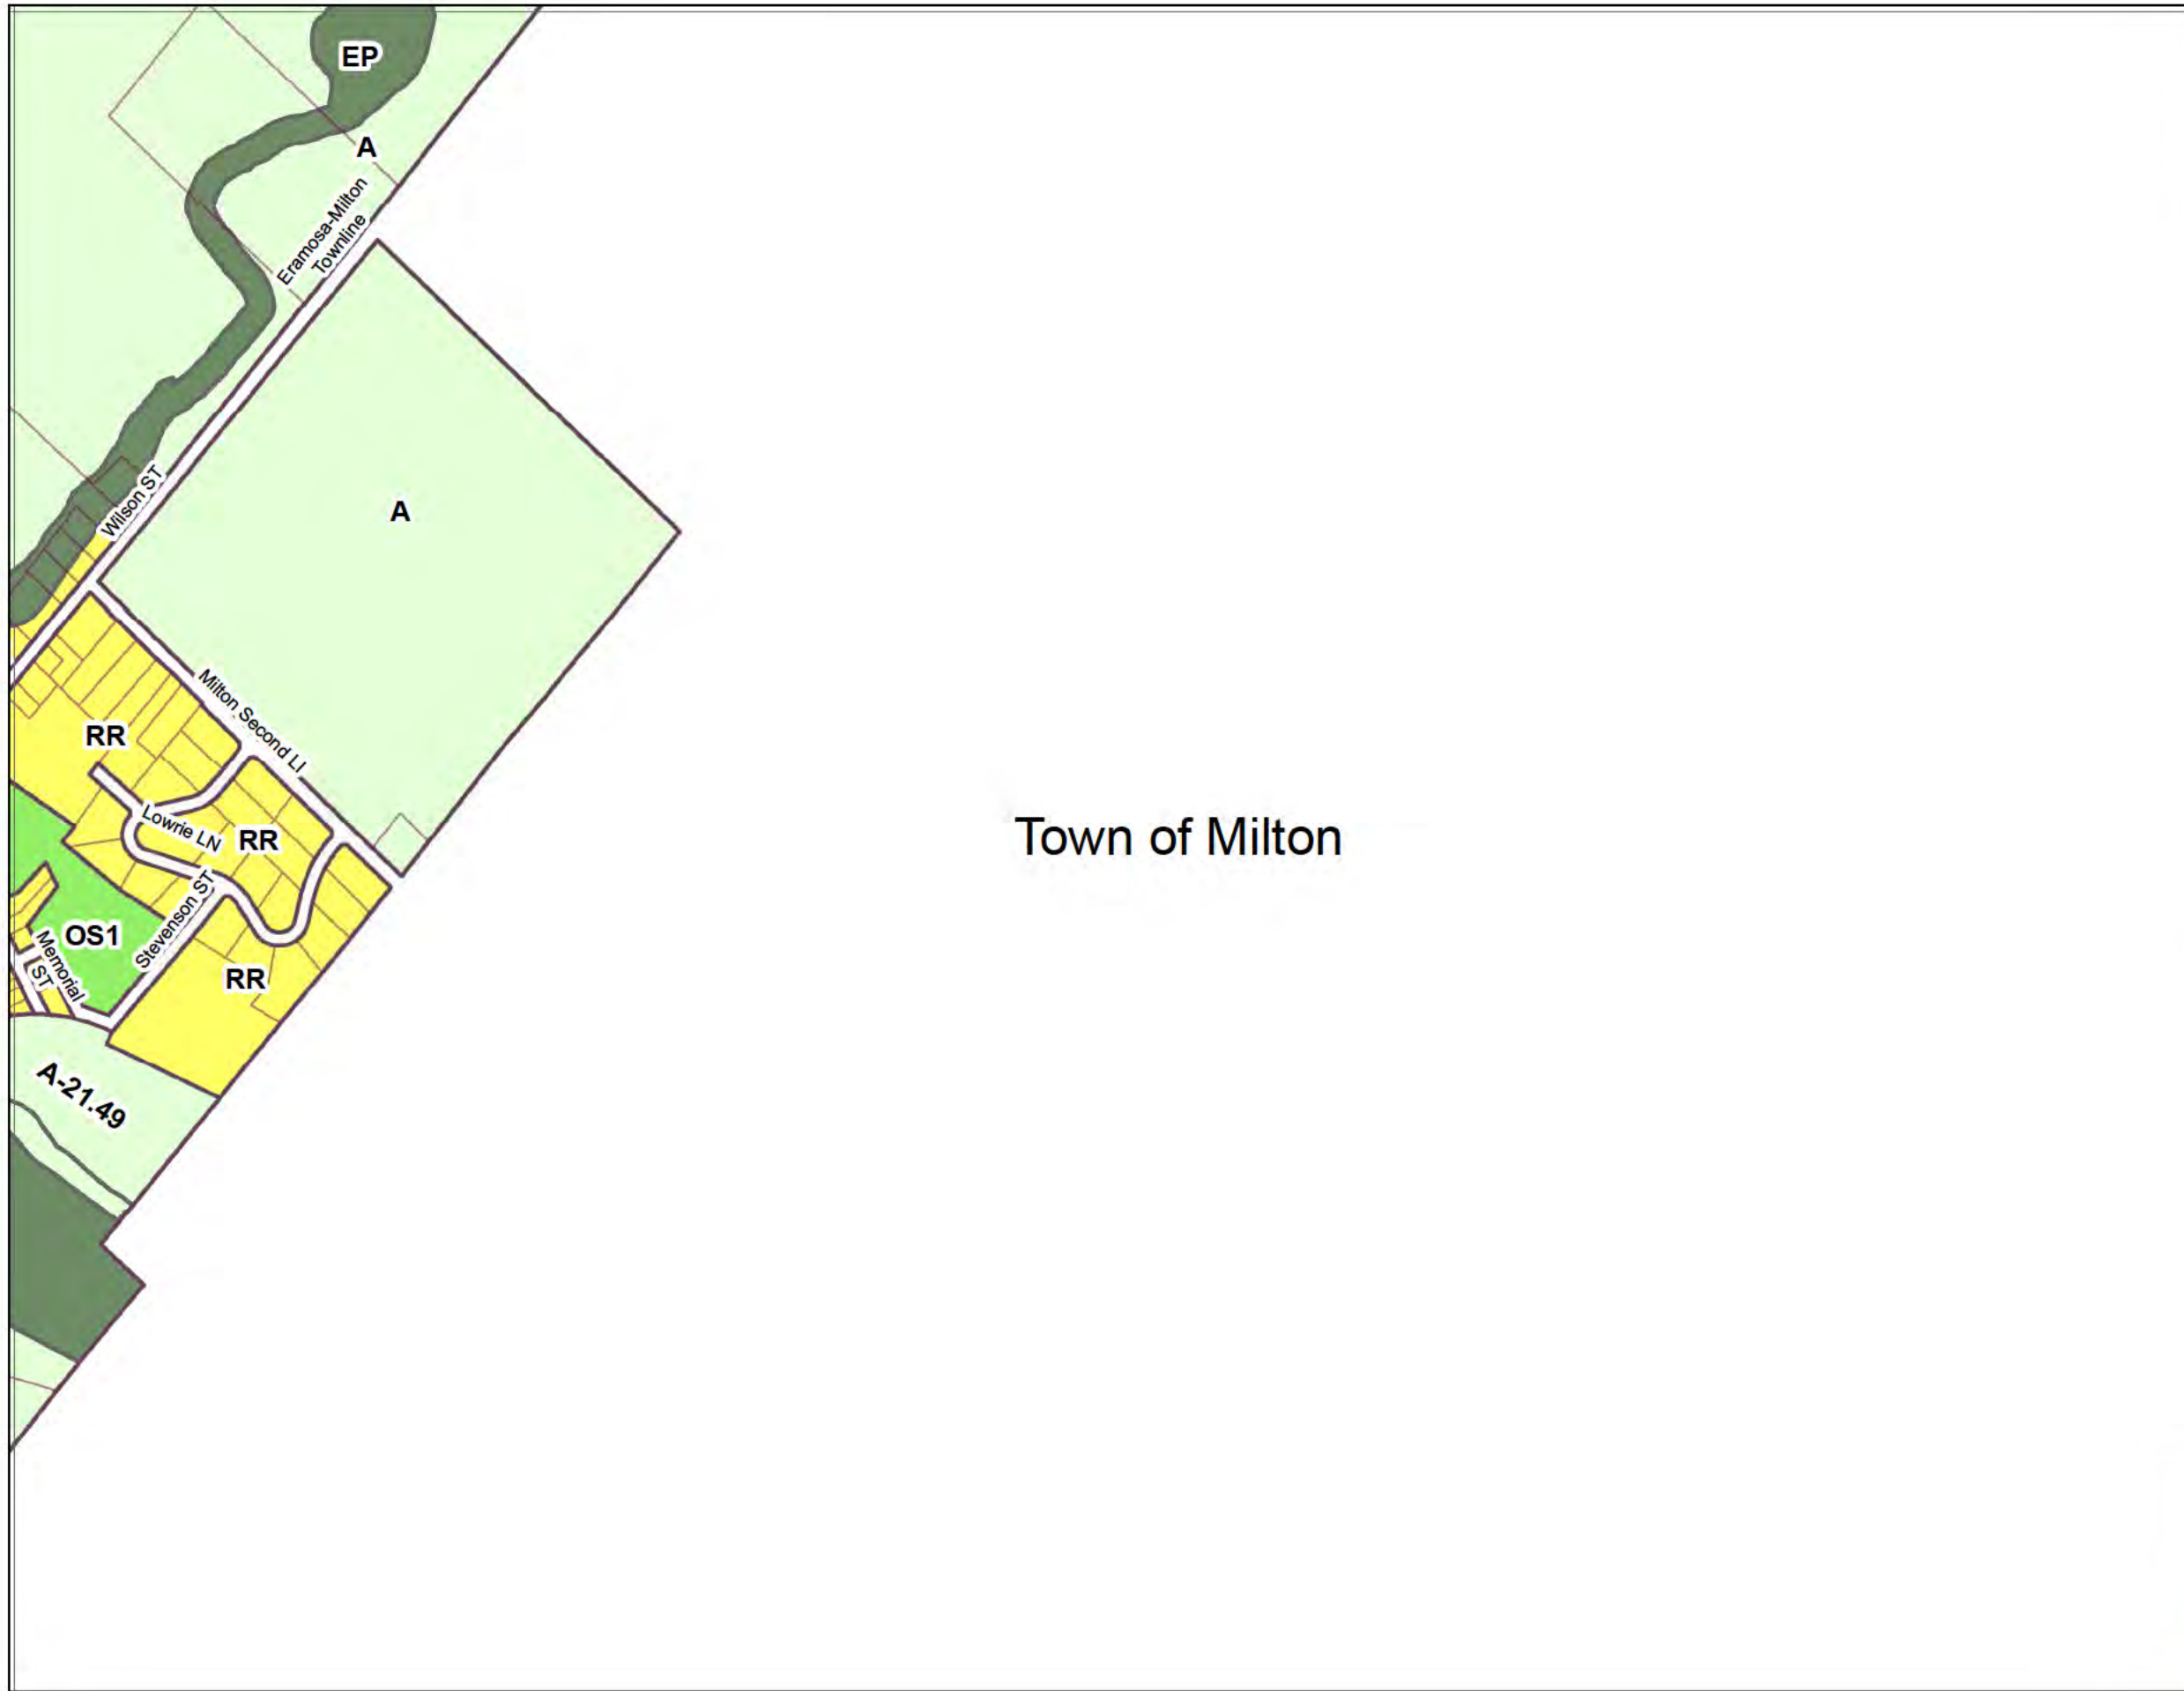 EP
A
Eramosa-Milton
Townline
A
Wilson ST
Milton Second LI
RR
Lowrie LN
RR
Town of Milton
Stevenson ST
OS1
Memorial
ST
RR
A-21.49